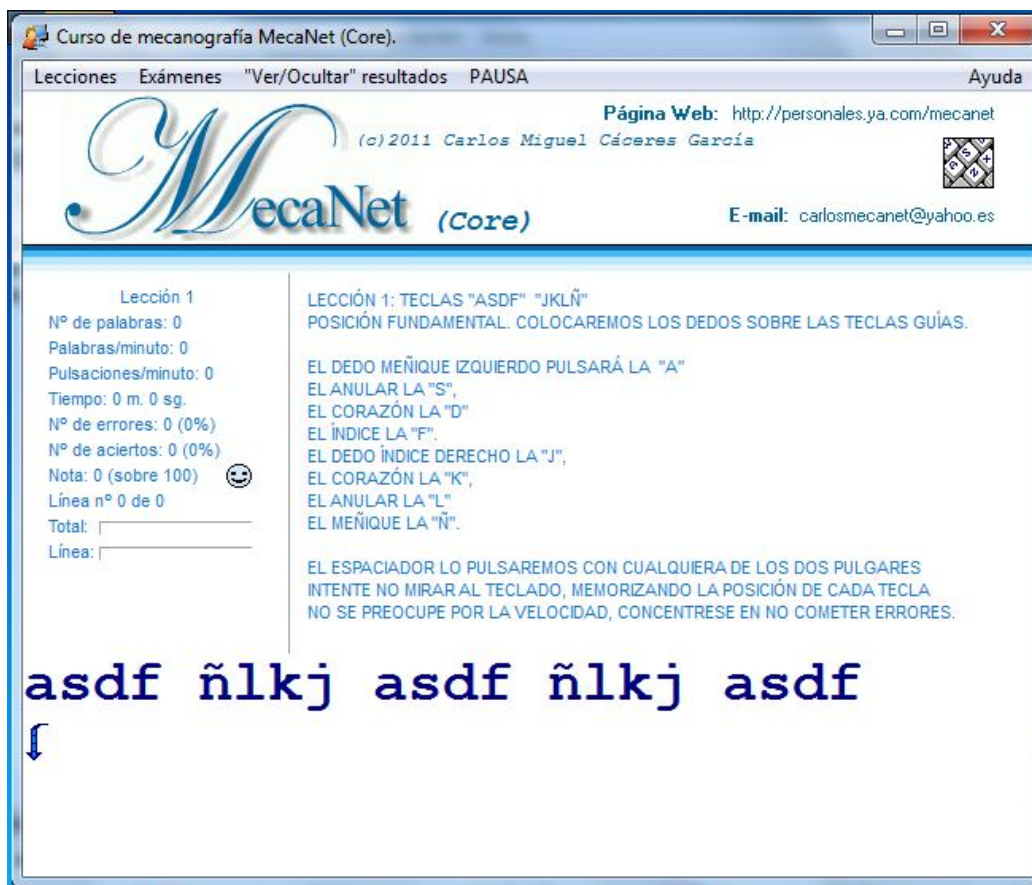 Curso de mecanografía MecaNet (Core).
Lecciones Exámenes "Ver/Ocultar" resultados PAUSA Ayuda
Página Web: http://personales.ya.com/mecanet
(c)2011 Carlos Miguel Cáceres García
MecaNet (Core)
E-mail: carlosmecanet@yahoo.es
Lección 1
Nº de palabras: 0
Palabras/minuto: 0
Pulsaciones/minuto: 0
Tiempo: 0 m. 0 sg.
Nº de errores: 0 (0%)
Nº de aciertos: 0 (0%)
Nota: 0 (sobre 100)
Línea nº 0 de 0
Total:
Línea:
LECCIÓN 1: TECLAS "ASDF" "JKLÑ"
POSICIÓN FUNDAMENTAL. COLOCAREMOS LOS DEDOS SOBRE LAS TECLAS GUÍAS.
EL DEDO MEÑIQUE IZQUIERDO PULSARÁ LA "A"
EL ANULAR LA "S",
EL CORAZÓN LA "D"
EL ÍNDICE LA "F".
EL DEDO ÍNDICE DERECHO LA "J",
EL CORAZÓN LA "K",
EL ANULAR LA "L"
EL MEÑIQUE LA "Ñ".
EL ESPACIADOR LO PULSAREMOS CON CUALQUIERA DE LOS DOS PULGARES
INTENTE NO MIRAR AL TECLADO, MEMORIZANDO LA POSICIÓN DE CADA TECLA
NO SE PREOCUPE POR LA VELOCIDAD, CONCENTRESE EN NO COMETER ERRORES.
asdf ñlkj asdf ñlkj asdf